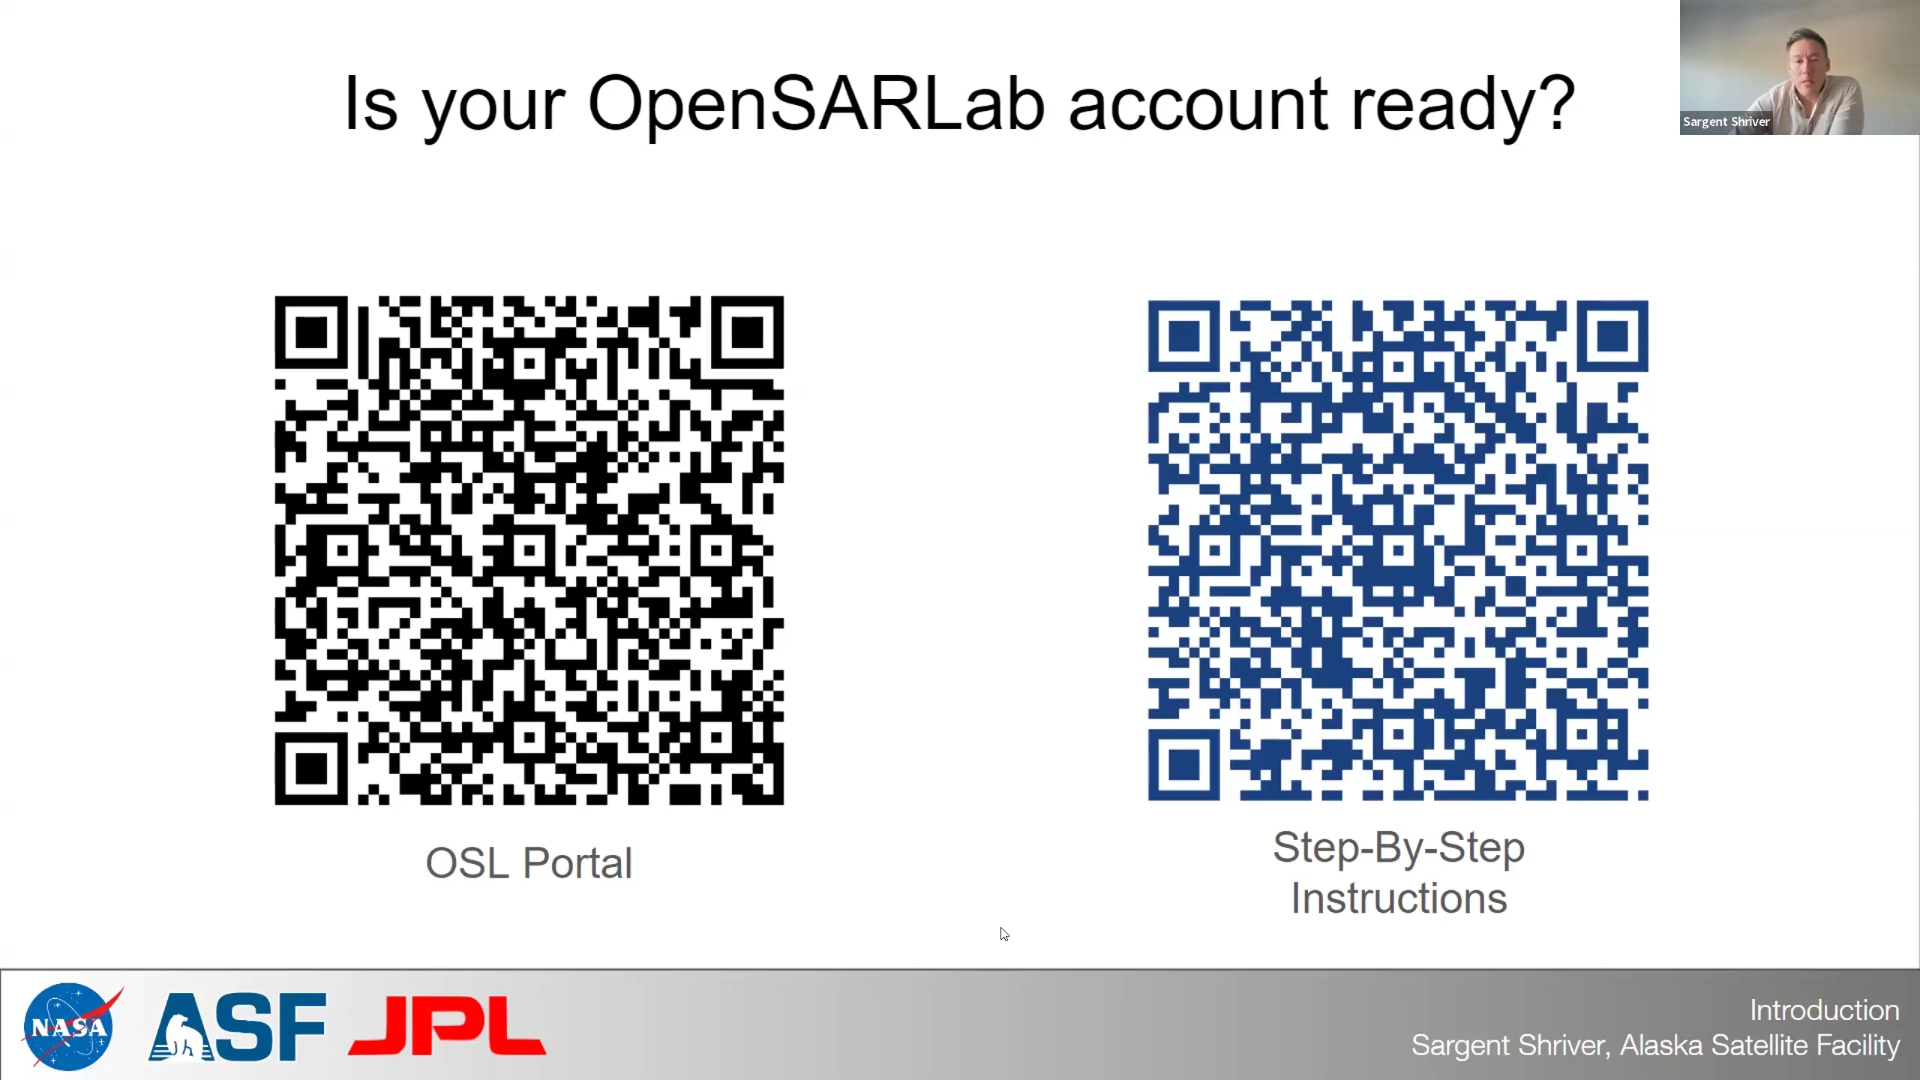 Is your OpenSARLab account ready?
Sargent Shriver
OSL Portal
Step-By-Step
Instructions
NASA
ASF
JPL
Introduction
Sargent Shriver, Alaska Satellite Facility